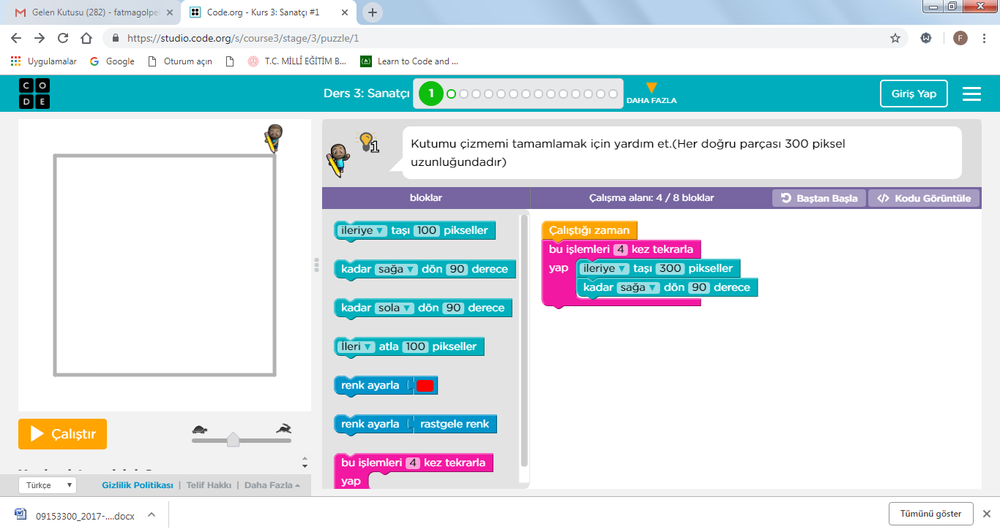 Gelen Kutusu (282) - fatmagolpe
Code.org - Kurs 3: Sanatçı #1
https://studio.code.org/s/course3/stage/3/puzzle/1
F
Uygulamalar
Google
Oturum açın
T.C. MİLLÎ EĞİTİM B...
Learn to Code and ...
C O
D E
Ders 3: Sanatçı
1
DAHA FAZLA
Giriş Yap
1
Kutumu çizmemi tamamlamak için yardım et.(Her doğru parçası 300 piksel
uzunluğundadır)
bloklar
Çalışma alanı: 4 / 8 bloklar
Baştan Başla
Kodu Görüntüle
ileriye taşı 100 pikseller
kadar sağa dön 90 derece
kadar sola dön 90 derece
İleri atla 100 pikseller
renk ayarla
renk ayarla rastgele renk
bu işlemleri 4 kez tekrarla
yap
Çalıştığı zaman
bu işlemleri 4 kez tekrarla
yap ileriye taşı 300 pikseller
kadar sağa dön 90 derece
Çalıştır
Türkçe
Gizlilik Politikası | Telif Hakkı | Daha Fazla
09153300_2017-....docx
Tümünü göster